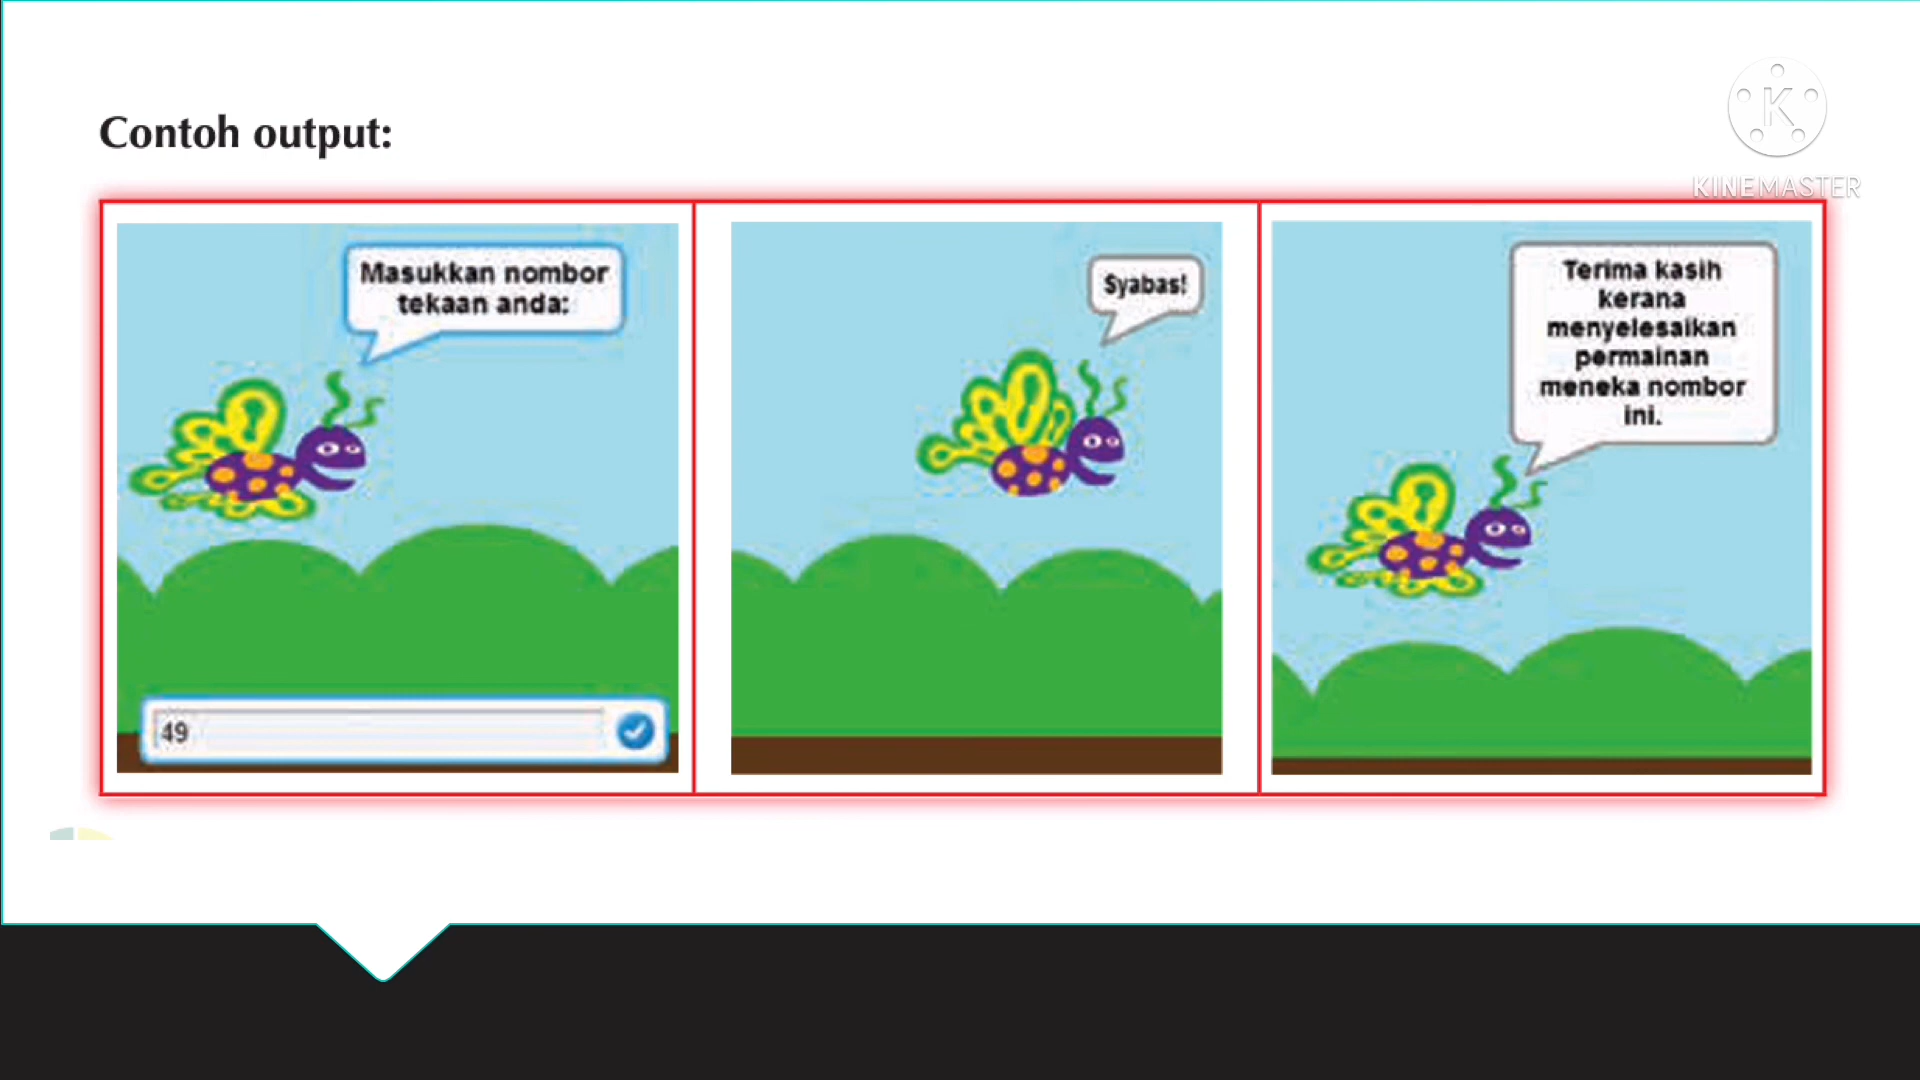 Contoh output:
K
KINEMASTER
Masukkan nombor
tekaan anda:
49
Syabas!
Terima kasih
kerana
menyelesaikan
permainan
meneka nombor
ini.